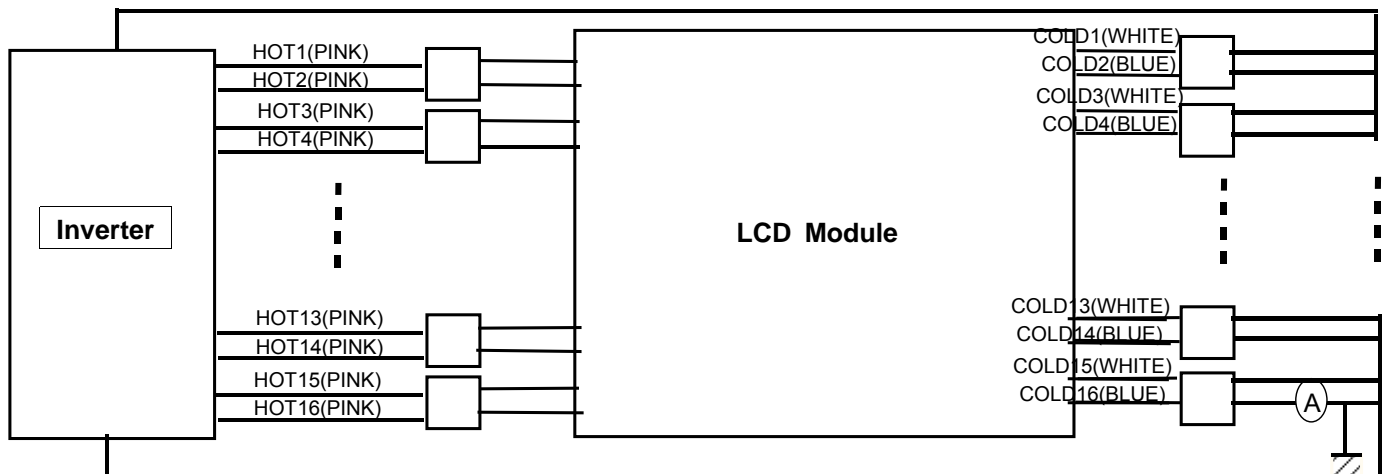 HOT1(PINK)
HOT2(PINK)
HOT3(PINK)
HOT4(PINK)
Inverter
HOT13(PINK)
HOT14(PINK)
HOT15(PINK)
HOT16(PINK)
LCD Module
COLD1(WHITE)
COLD2(BLUE)
COLD3(WHITE)
COLD4(BLUE)
COLD13(WHITE)
COLD14(BLUE)
COLD15(WHITE)
COLD16(BLUE)
A